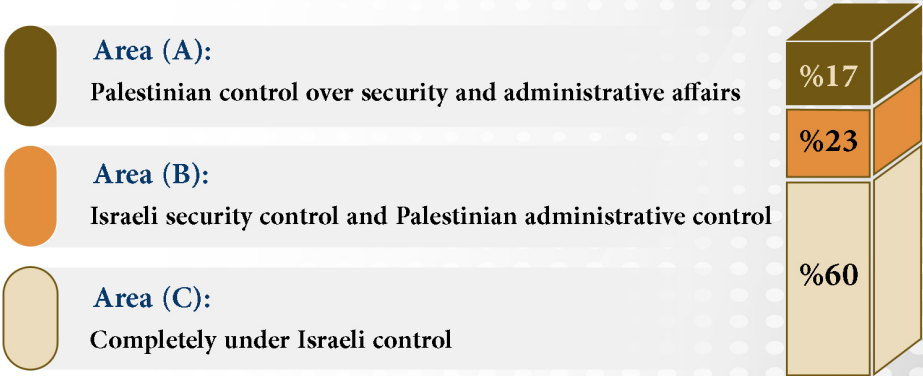 Area (A):
Palestinian control over security and administrative affairs
%17
Area (B):
Israeli security control and Palestinian administrative control
%23
Area (C):
Completely under Israeli control
%60